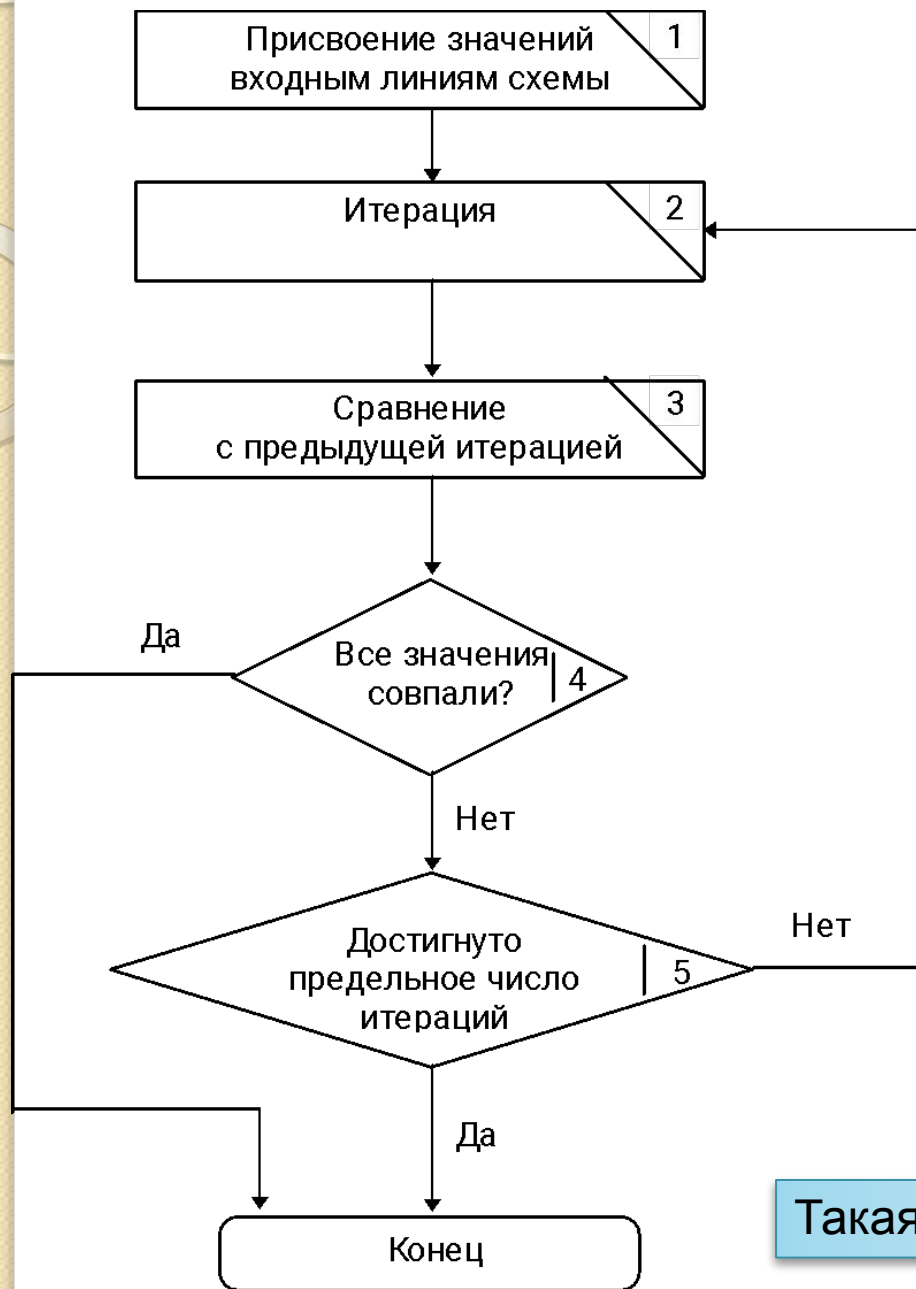 Присвоение значений 1
входным линиям схемы
Итерация 2
Сравнение 3
с предыдущей итерацией
Да
Все значения
совпали? 4
Нет
Нет
Достигнуто
предельное число 5
итераций
Да
Такая
Конец